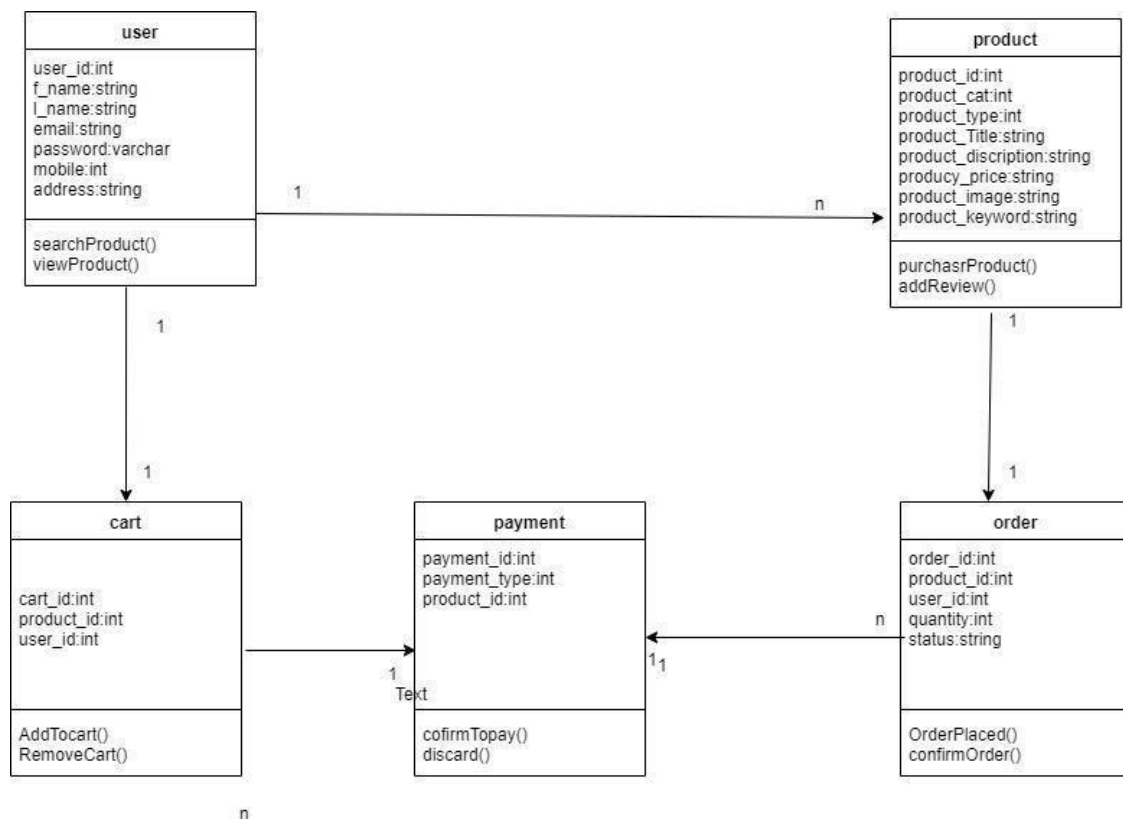 user
user_id:int
f_name:string
l_name:string
email:string
password:varchar
mobile:int
address:string
searchProduct()
viewProduct()
product
product_id:int
product_cat:int
product_type:int
product_Title:string
product_discription:string
producy_price:string
product_image:string
product_keyword:string
purchasrProduct()
addReview()
1
n
1
1
1
1
cart
cart_id:int
product_id:int
user_id:int
AddTocart()
RemoveCart()
payment
payment_id:int
payment_type:int
product_id:int
cofirmTopay()
discard()
order
order_id:int
product_id:int
user_id:int
quantity:int
status:string
OrderPlaced()
confirmOrder()
1
Text
1
1
n
n